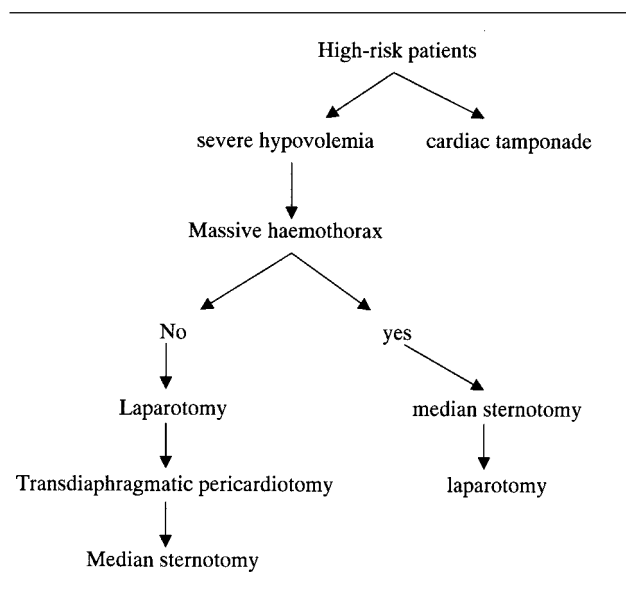 High-risk patients
severe hypovolemia
cardiac tamponade
Massive haemothorax
No
yes
Laparotomy
median sternotomy
Transdiaphragmatic pericardiotomy
laparotomy
Median sternotomy